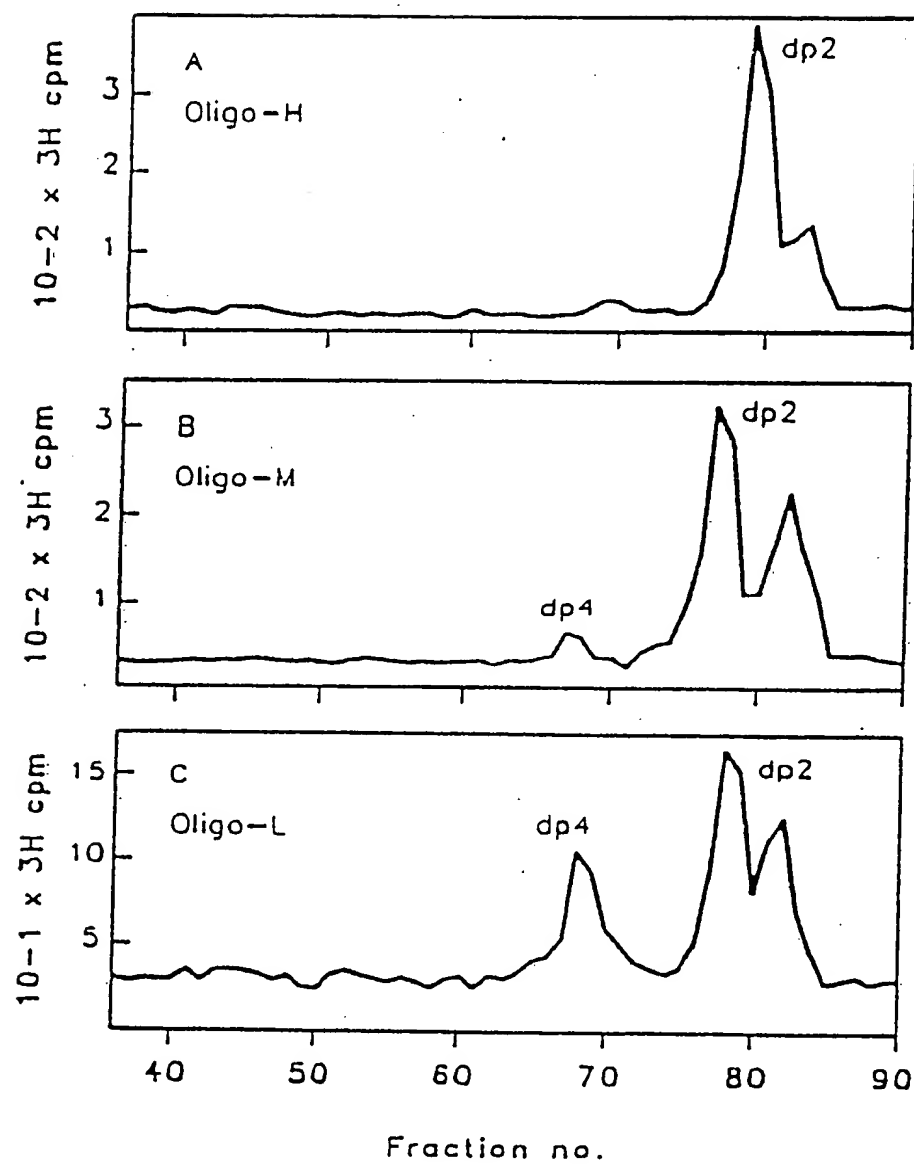 A
Oligo-H
dp2
3
2
1
10-2 x 3H cpm
B
Oligo-M
dp4
dp2
3
2
1
10-2 x 3H cpm
C
Oligo-L
dp4
dp2
15
10
5
10-1 x 3H cpm
40 50 60 70 80 90
Fraction no.